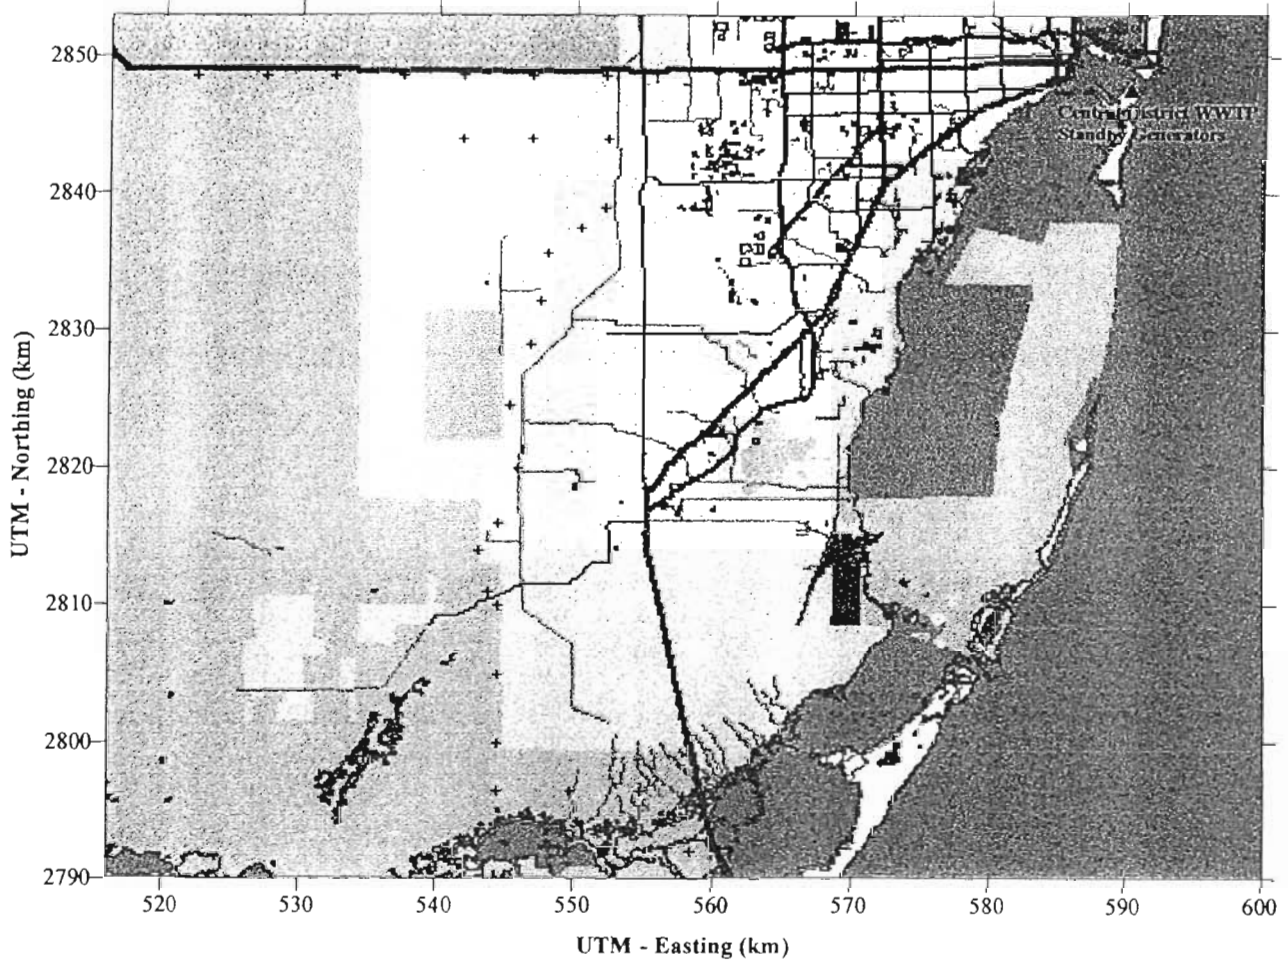 2850
Central District WWTP
Standby Generators
2840
2830
2820
2810
2800
2790
UTM - Northing (km)
520 530 540 550 560 570 580 590 600
UTM - Easting (km)